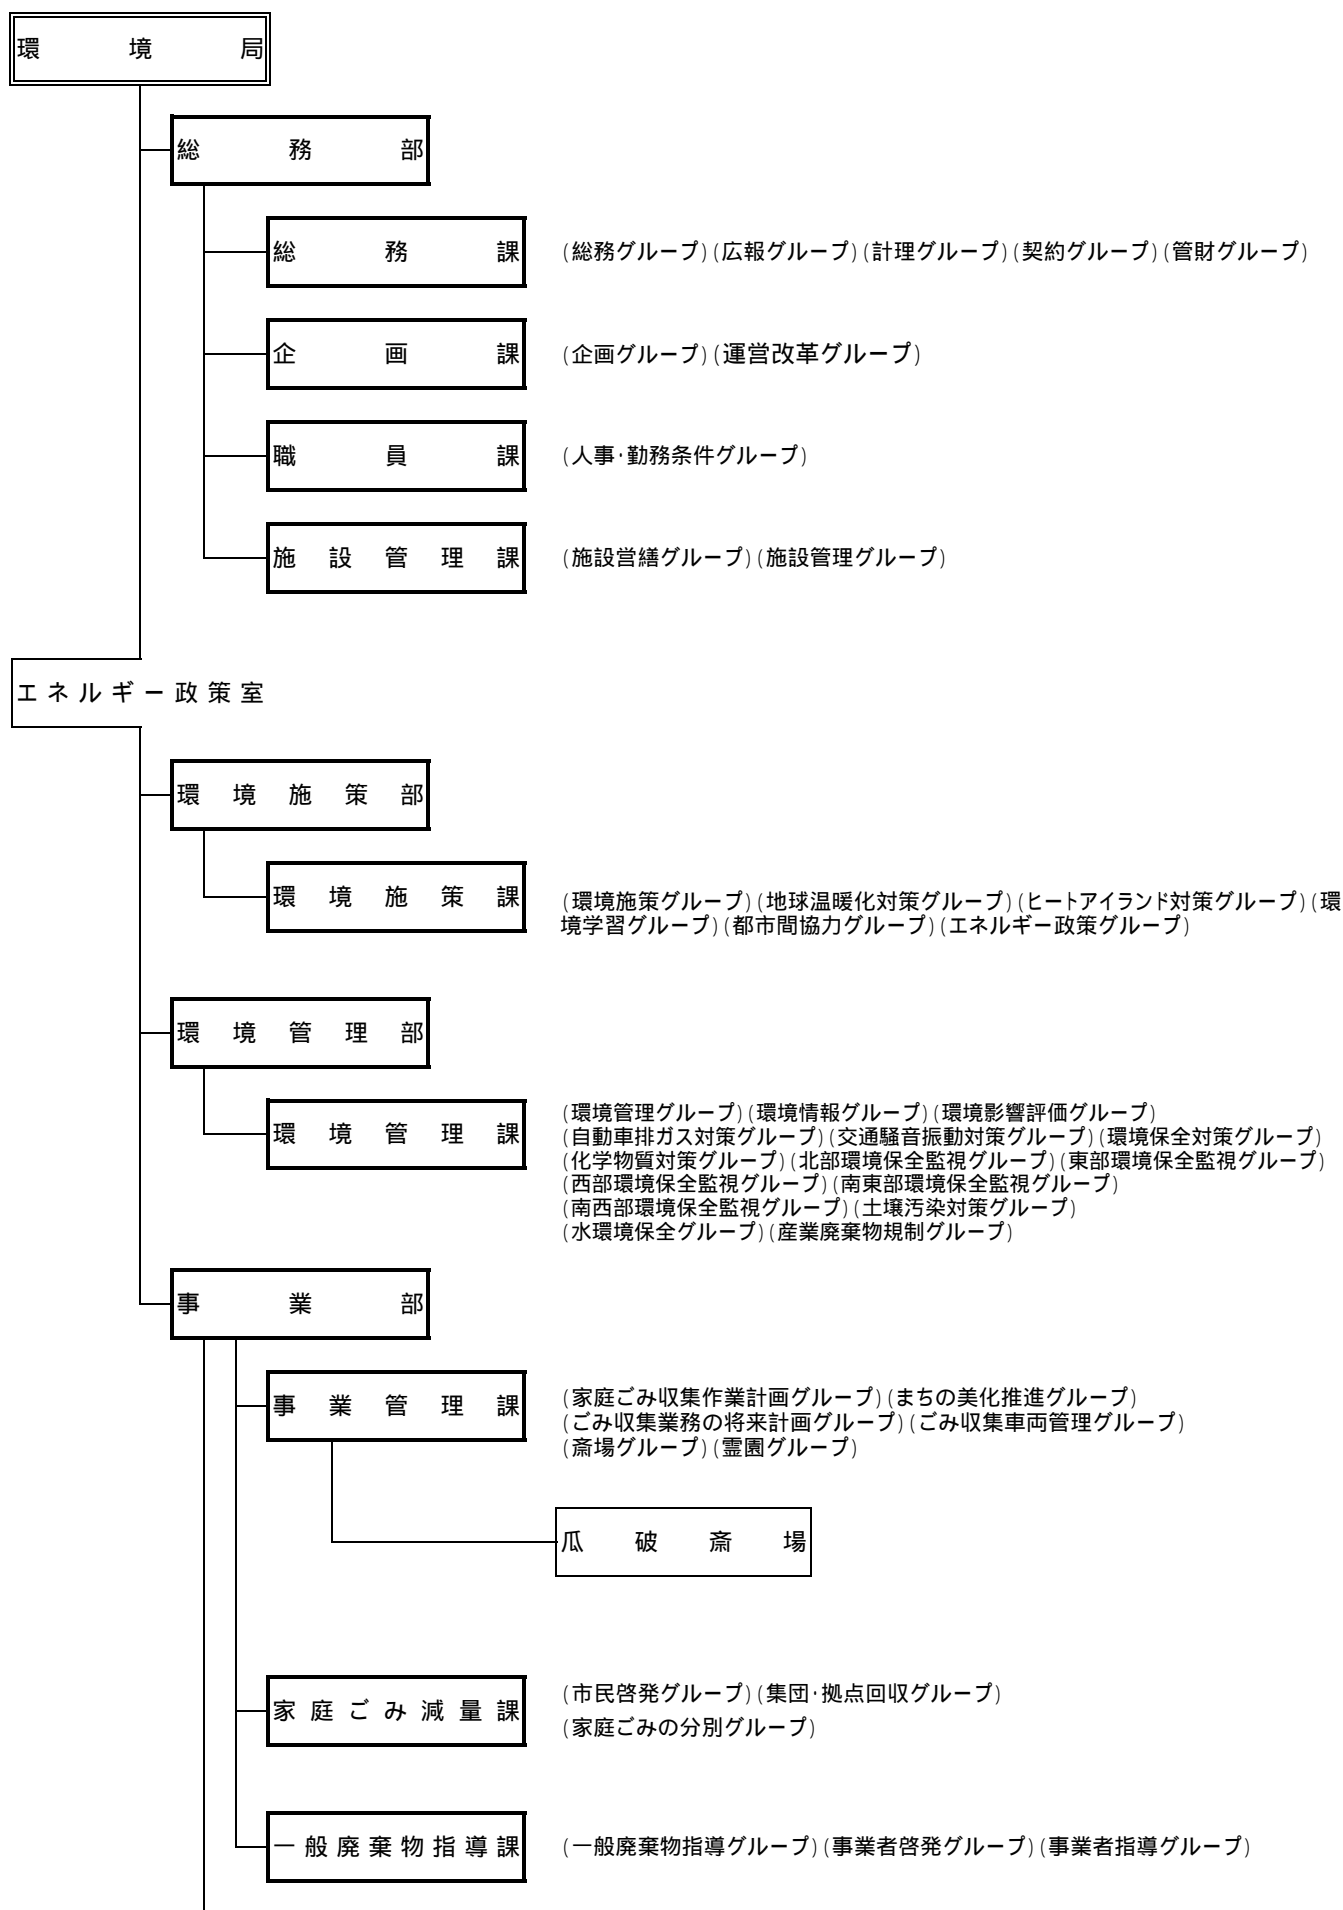 環境局
総務部
総務課 (総務グループ)(広報グループ)(計理グループ)(契約グループ)(管財グループ)
企画課 (企画グループ)(運営改革グループ)
職員課 (人事・勤務条件グループ)
施設管理課 (施設営繕グループ)(施設管理グループ)
エネルギー政策室
環境施策部
環境施策課 (環境施策グループ)(地球温暖化対策グループ)(ヒートアイランド対策グループ)(環
境学習グループ)(都市間協力グループ)(エネルギー政策グループ)
環境管理部
環境管理課 (環境管理グループ)(環境情報グループ)(環境影響評価グループ)
(自動車排ガス対策グループ)(交通騒音振動対策グループ)(環境保全対策グループ)
(化学物質対策グループ)(北部環境保全監視グループ)(東部環境保全監視グループ)
(西部環境保全監視グループ)(南東部環境保全監視グループ)
(南西部環境保全監視グループ)(土壌汚染対策グループ)
(水環境保全グループ)(産業廃棄物規制グループ)
事業部
事業管理課 (家庭ごみ収集作業計画グループ)(まちの美化推進グループ)
(ごみ収集業務の将来計画グループ)(ごみ収集車両管理グループ)
(斎場グループ)(霊園グループ)
瓜破斎場
家庭ごみ減量課 (市民啓発グループ)(集団・拠点回収グループ)
(家庭ごみの分別グループ)
一般廃棄物指導課 (一般廃棄物指導グループ)(事業者啓発グループ)(事業者指導グループ)